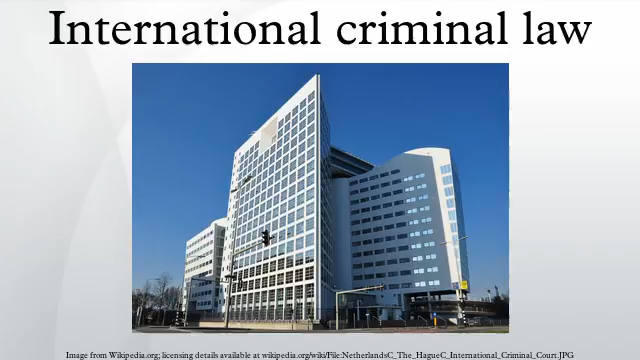 International criminal law
Image from Wikipedia.org; licensing details available at wikipedia.org/wiki/File:NetherlandsC_The_HagueC_International_Criminal_Court.JPG